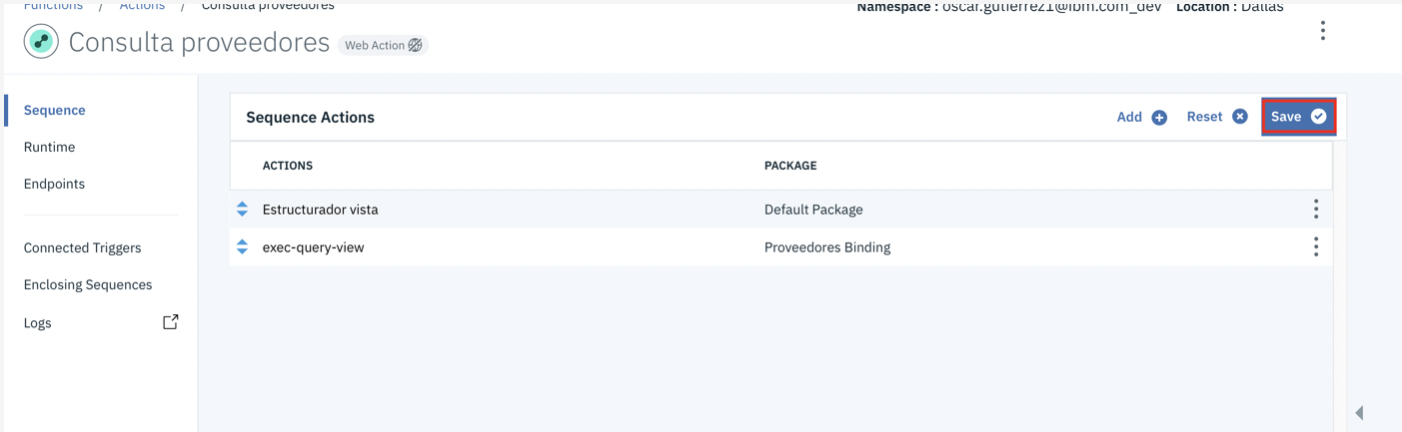 Functions / Actions / Consulta proveedores
Namespace : oscar.gutierrez1@ibm.com_dev Location : Dallas
Consulta proveedores Web Action
Sequence
Runtime
Endpoints
Connected Triggers
Enclosing Sequences
Logs
Sequence Actions Add Reset Save
ACTIONS PACKAGE
Estructurador vista Default Package
exec-query-view Proveedores Binding